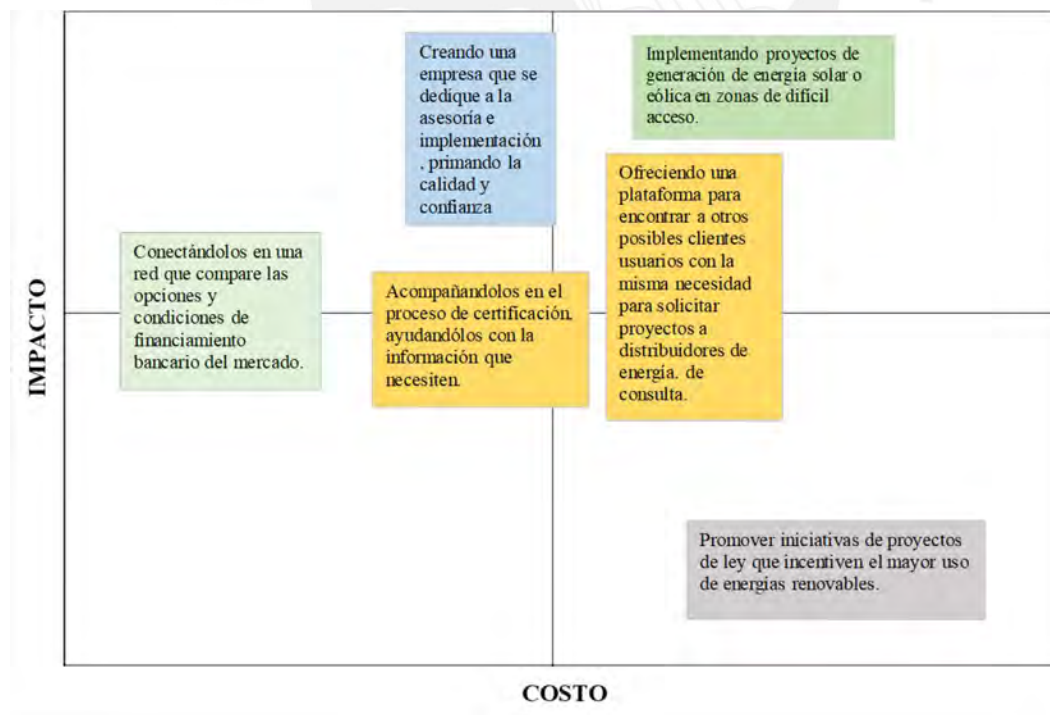 Creando una
empresa que se
dedique a la
asesoría e
implementación
, primando la
calidad y
confianza
Implementando proyectos de
generación de energía solar o
eólica en zonas de difícil
acceso.
Ofreciendo una
plataforma para
encontrar a otros
posibles clientes
usuarios con la
misma necesidad
para solicitar
proyectos a
distribuidores de
energía. de
consulta.
Conectándolos en una
red que compare las
opciones y
condiciones de
financiamiento
bancario del mercado.
Acompañandolos en el
proceso de certificación,
ayudandólos con la
información que
necesiten.
Promover iniciativas de proyectos
de ley que incentiven el mayor uso
de energías renovables.
IMPACTO
COSTO